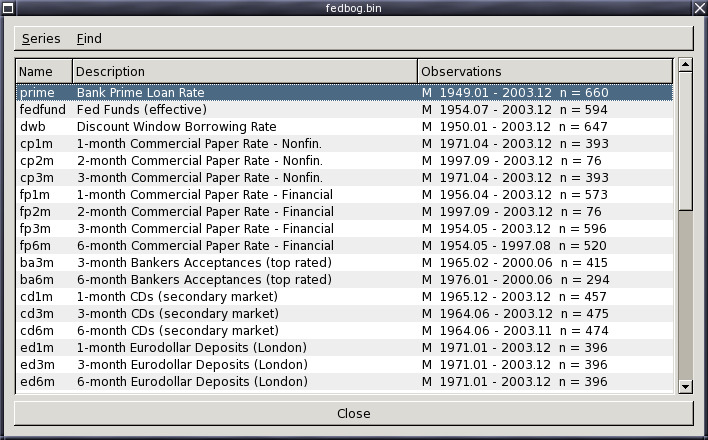 fedbog.bin
Series Find
Name Description Observations
prime Bank Prime Loan Rate M 1949.01 - 2003.12 n = 660
fedfund Fed Funds (effective) M 1954.07 - 2003.12 n = 594
dwb Discount Window Borrowing Rate M 1950.01 - 2003.12 n = 647
cp1m 1-month Commercial Paper Rate - Nonfin. M 1971.04 - 2003.12 n = 393
cp2m 2-month Commercial Paper Rate - Nonfin. M 1997.09 - 2003.12 n = 76
cp3m 3-month Commercial Paper Rate - Nonfin. M 1971.04 - 2003.12 n = 393
fp1m 1-month Commercial Paper Rate - Financial M 1956.04 - 2003.12 n = 573
fp2m 2-month Commercial Paper Rate - Financial M 1997.09 - 2003.12 n = 76
fp3m 3-month Commercial Paper Rate - Financial M 1954.05 - 2003.12 n = 596
fp6m 6-month Commercial Paper Rate - Financial M 1954.05 - 1997.08 n = 520
ba3m 3-month Bankers Acceptances (top rated) M 1965.02 - 2000.06 n = 415
ba6m 6-month Bankers Acceptances (top rated) M 1976.01 - 2000.06 n = 294
cd1m 1-month CDs (secondary market) M 1965.12 - 2003.12 n = 457
cd3m 3-month CDs (secondary market) M 1964.06 - 2003.12 n = 475
cd6m 6-month CDs (secondary market) M 1964.06 - 2003.11 n = 474
ed1m 1-month Eurodollar Deposits (London) M 1971.01 - 2003.12 n = 396
ed3m 3-month Eurodollar Deposits (London) M 1971.01 - 2003.12 n = 396
ed6m 6-month Eurodollar Deposits (London) M 1971.01 - 2003.12 n = 396
Close